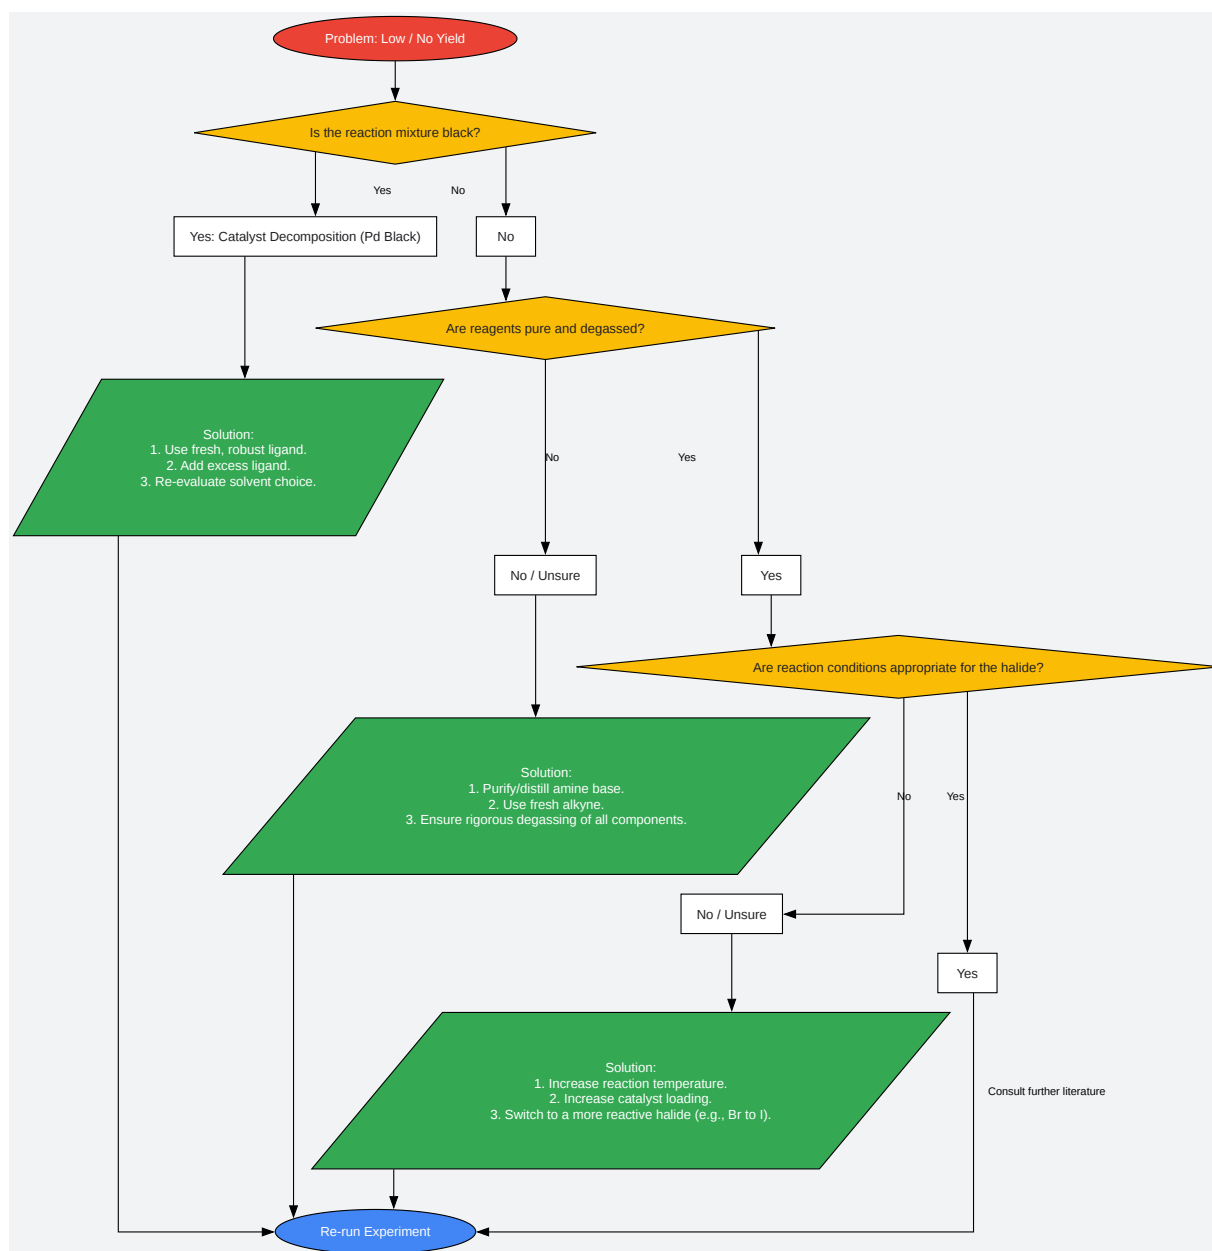 Problem: Low / No Yield
Is the reaction mixture black?
Yes
No
Yes: Catalyst Decomposition (Pd Black)
No
Are reagents pure and degassed?
Solution:
1. Use fresh, robust ligand.
2. Add excess ligand.
3. Re-evaluate solvent choice.
No
Yes
No / Unsure
Yes
Are reaction conditions appropriate for the halide?
Solution:
1. Purify/distill amine base.
2. Use fresh alkyne.
3. Ensure rigorous degassing of all components.
No
Yes
No / Unsure
Yes
Solution:
1. Increase reaction temperature.
2. Increase catalyst loading.
3. Switch to a more reactive halide (e.g., Br to I).
Consult further literature
Re-run Experiment